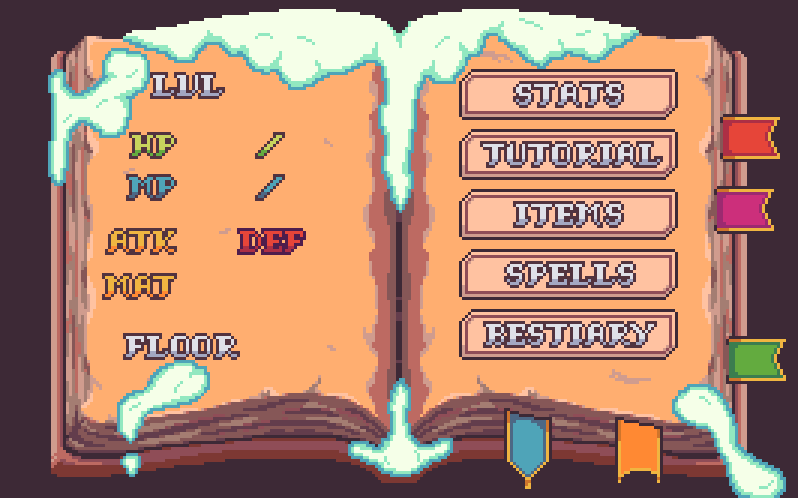 LVL
HP /
MP /
ATK DEF
MAT
FLOOR
STATS
TUTORIAL
ITEMS
SPELLS
BESTIARY